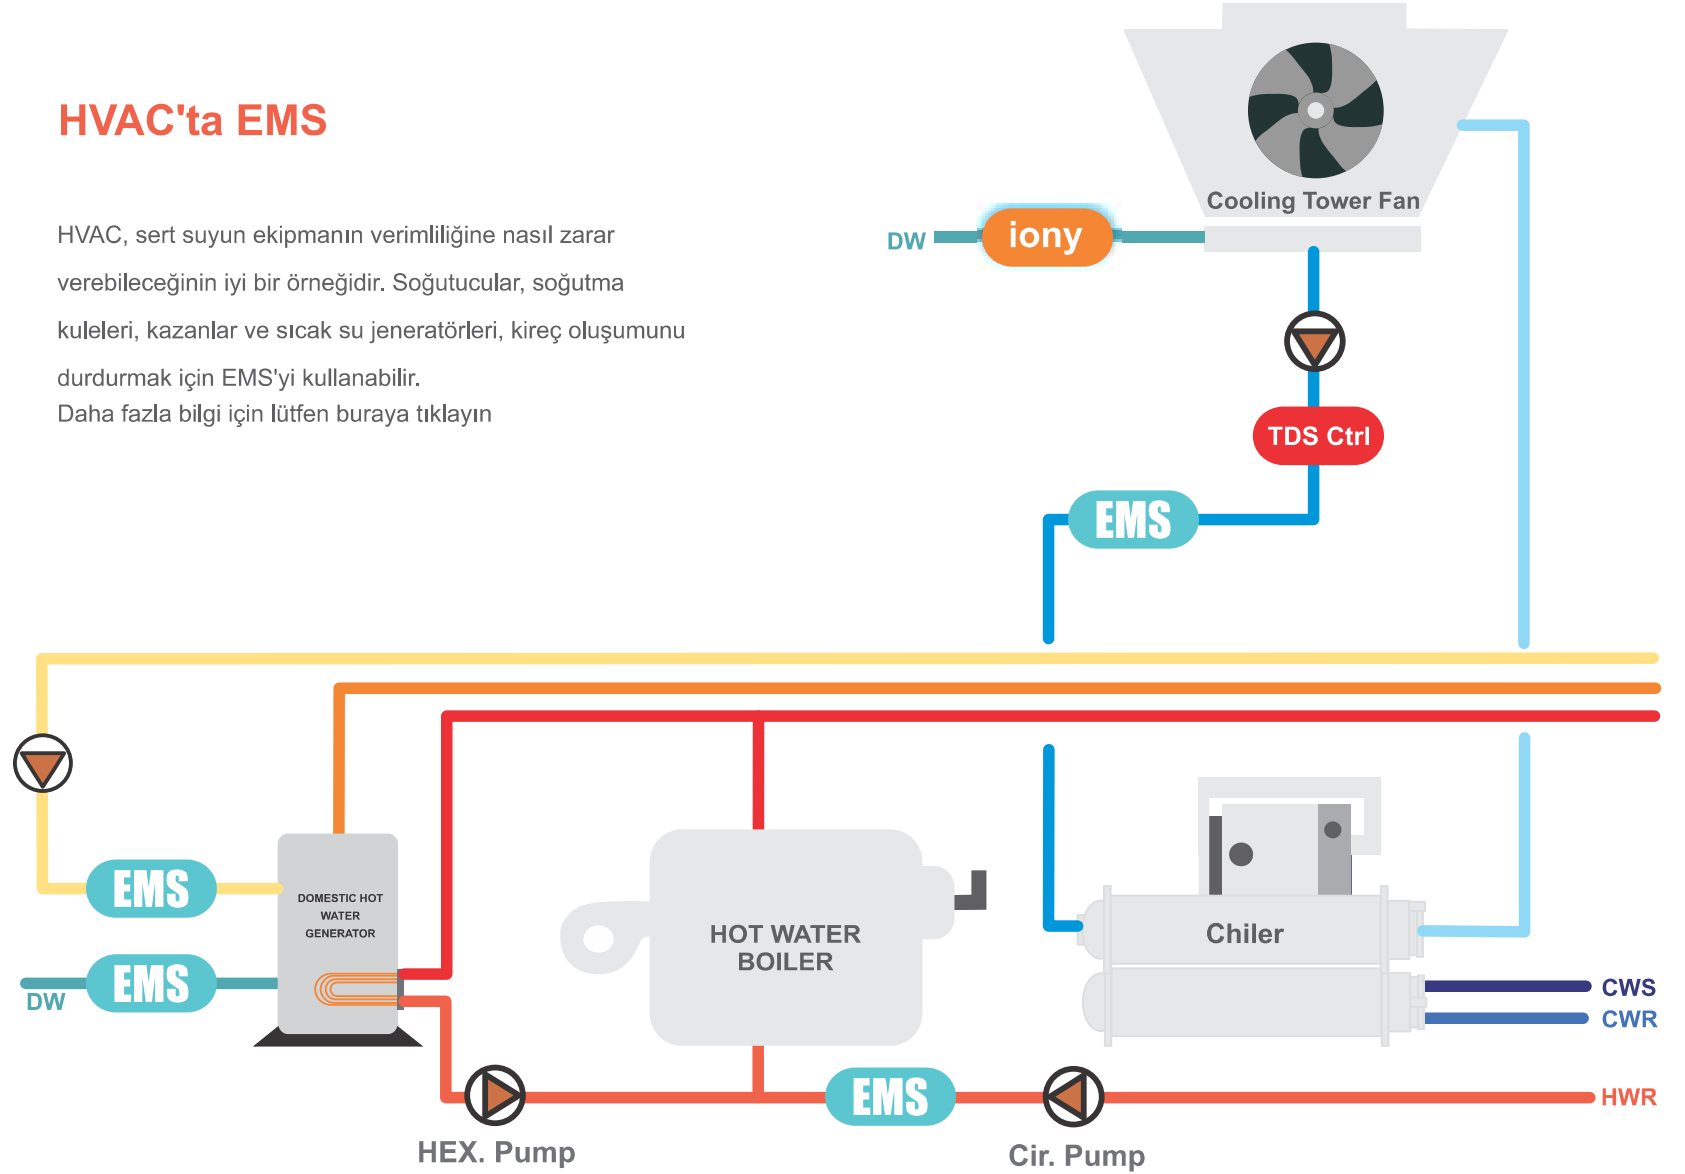 HVAC'ta EMS
HVAC, sert suyun ekipmanın verimliliğine nasıl zarar
verebileceğinin iyi bir örneğidir. Soğutucular, soğutma
kuleleri, kazanlar ve sıcak su jeneratörleri, kireç oluşumunu
durdurmak için EMS'yi kullanabilir.
Daha fazla bilgi için lütfen buraya tıklayın
Cooling Tower Fan
DW
iony
TDS Ctrl
EMS
EMS
DOMESTIC HOT
WATER
GENERATOR
EMS
DW
HOT WATER
BOILER
Chiler
CWS
CWR
EMS
HWR
HEX. Pump
Cir. Pump